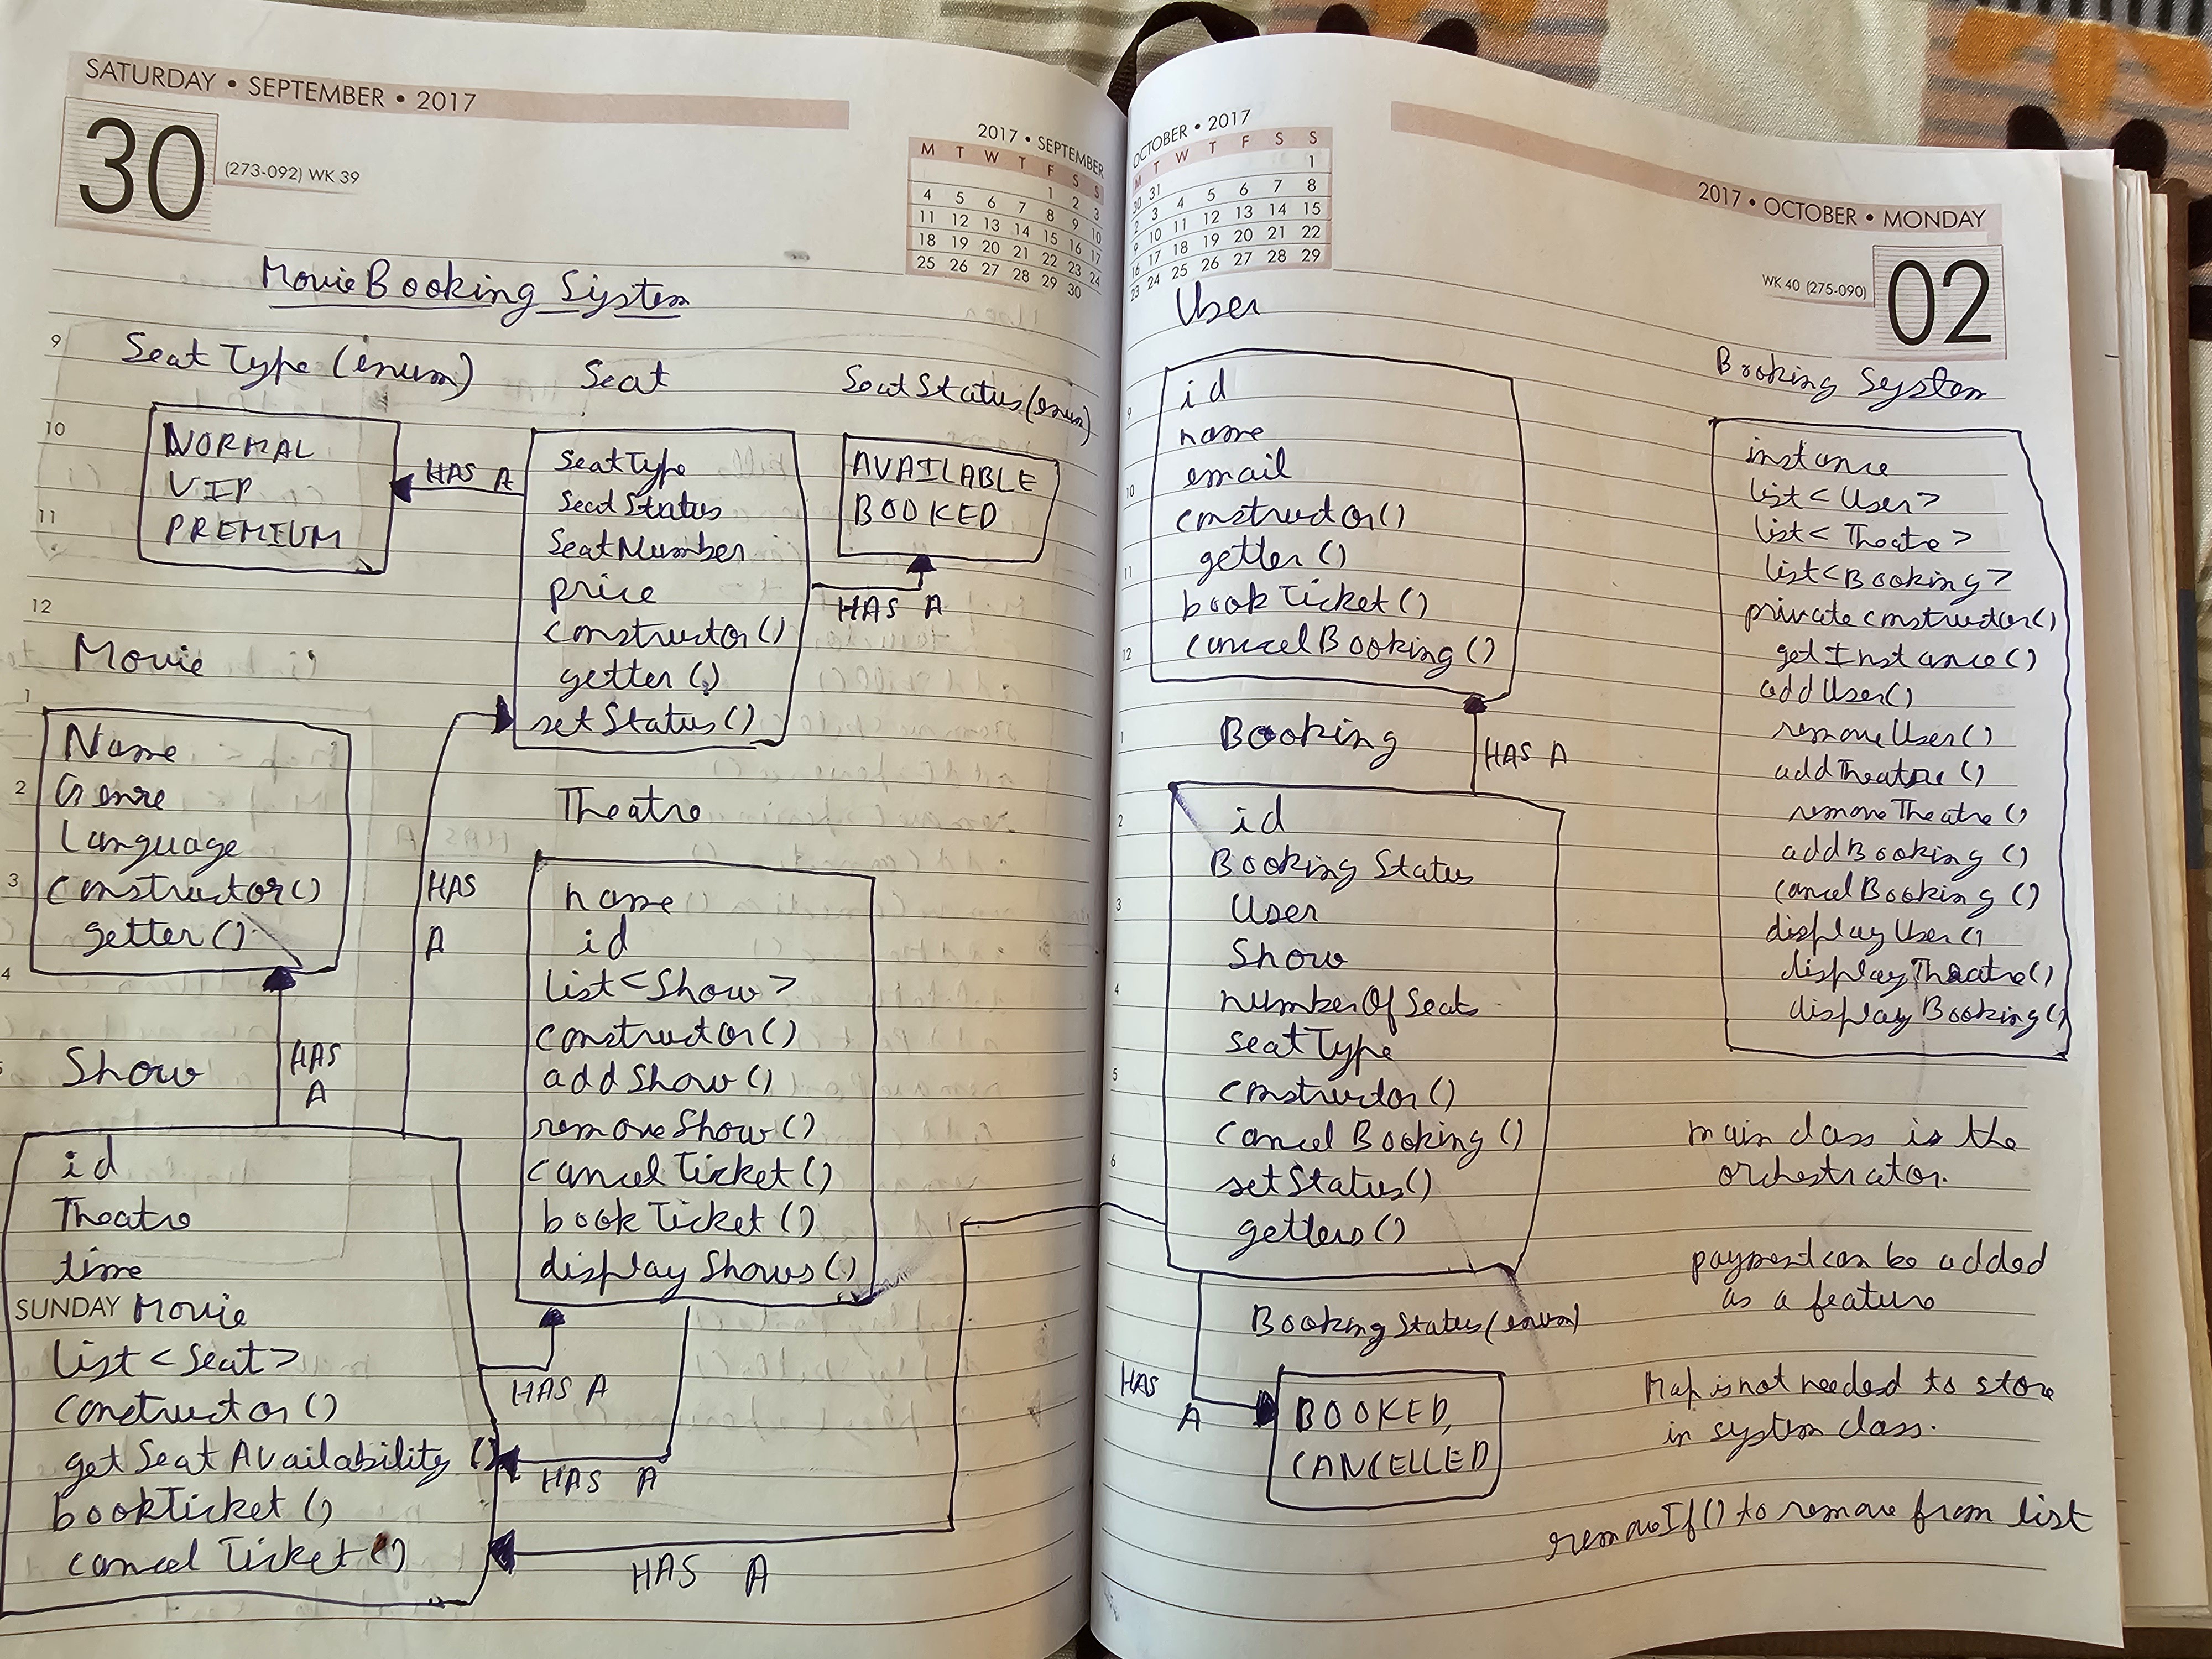 SATURDAY • SEPTEMBER • 2017
30
(273-092) WK 39
2017 • SEPTEMBER
M T W T F S S
1 2 3
4 5 6 7 8 9 10
11 12 13 14 15 16 17
18 19 20 21 22 23 24
25 26 27 28 29 30
MovieBooking System
9
Seat Type (enum)
10
NORMAL
VIP
11
PREMIUM
HAS A
Seat
SeatType
SeatStatus
SeatNumber
price
constructor()
getter()
setStatus()
SeatStatus(enum)
AVAILABLE
BOOKED
HAS A
12
Movie
1
Name
2
Genre
Language
3
constructor()
getter()
4
HAS
A
HAS
A
Theatre
name
id
list<Show>
constructor()
addShow()
removeShow()
cancelTicket()
bookTicket()
displayShows()
Show
id
Theatre
time
SUNDAY
Movie
list<Seat>
constructor()
getSeatAvailability()
bookTicket()
cancelTicket()
HAS A
HAS A
HAS A
OCTOBER • 2017
M T W T F S S
30 31 1
2 3 4 5 6 7 8
9 10 11 12 13 14 15
16 17 18 19 20 21 22
23 24 25 26 27 28 29
2017 • OCTOBER • MONDAY
WK 40 (275-090)
02
User
9
id
name
10
email
constructor()
11
getter()
bookTicket()
12
cancelBooking()
1
HAS A
Booking
2
id
Booking Status
3
User
Show
4
numberOfSeats
seatType
5
constructor()
cancelBooking()
6
setStatus()
getters()
BookingStatus(enum)
HAS
A
BOOKED,
CANCELLED
Booking System
instance
list<User>
list<Theatre>
list<Booking>
private constructor()
getInstance()
addUser()
removeUser()
addTheatre()
removeTheatre()
addBooking()
cancelBooking()
displayUser()
displayTheatre()
displayBooking()
main class is the
orchestrator.
payment can be added
as a feature
Map is not needed to store
in system class.
removeIf() to remove from list